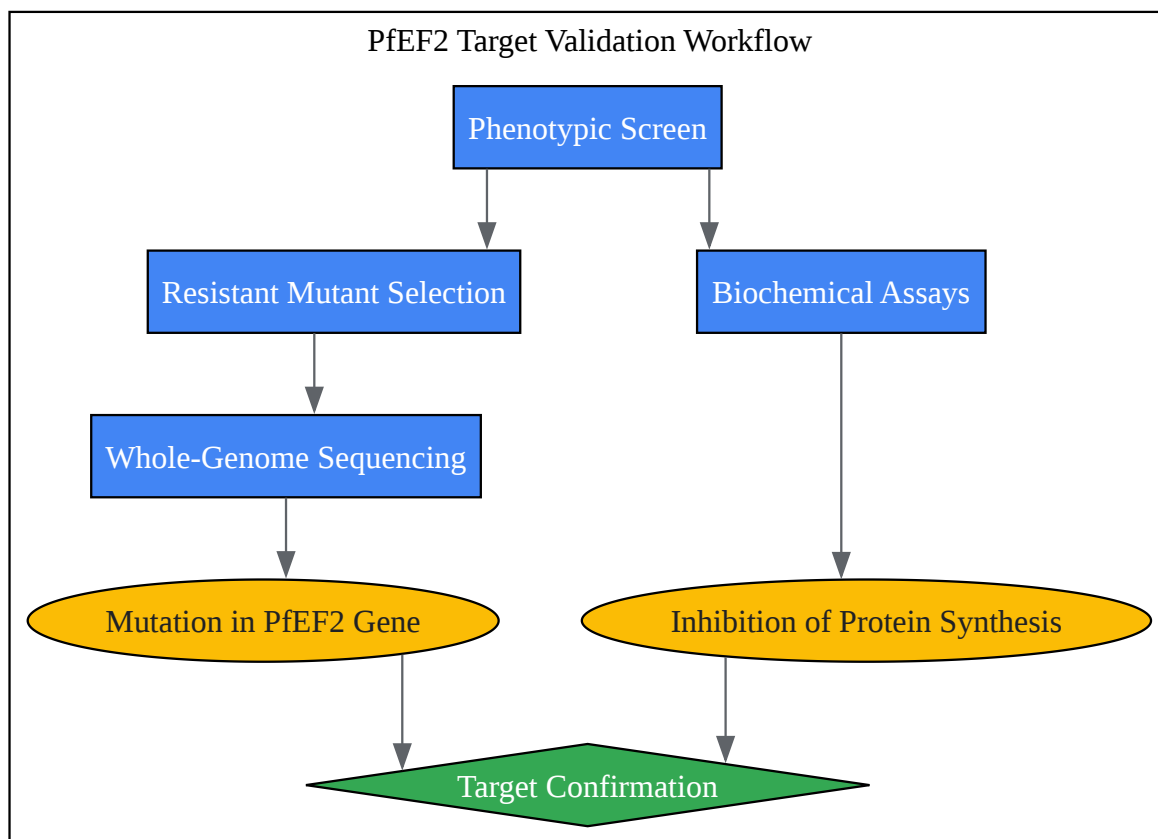 PfEF2 Target Validation Workflow
Phenotypic Screen
Resistant Mutant Selection
Biochemical Assays
Whole-Genome Sequencing
Mutation in PfEF2 Gene
Inhibition of Protein Synthesis
Target Confirmation